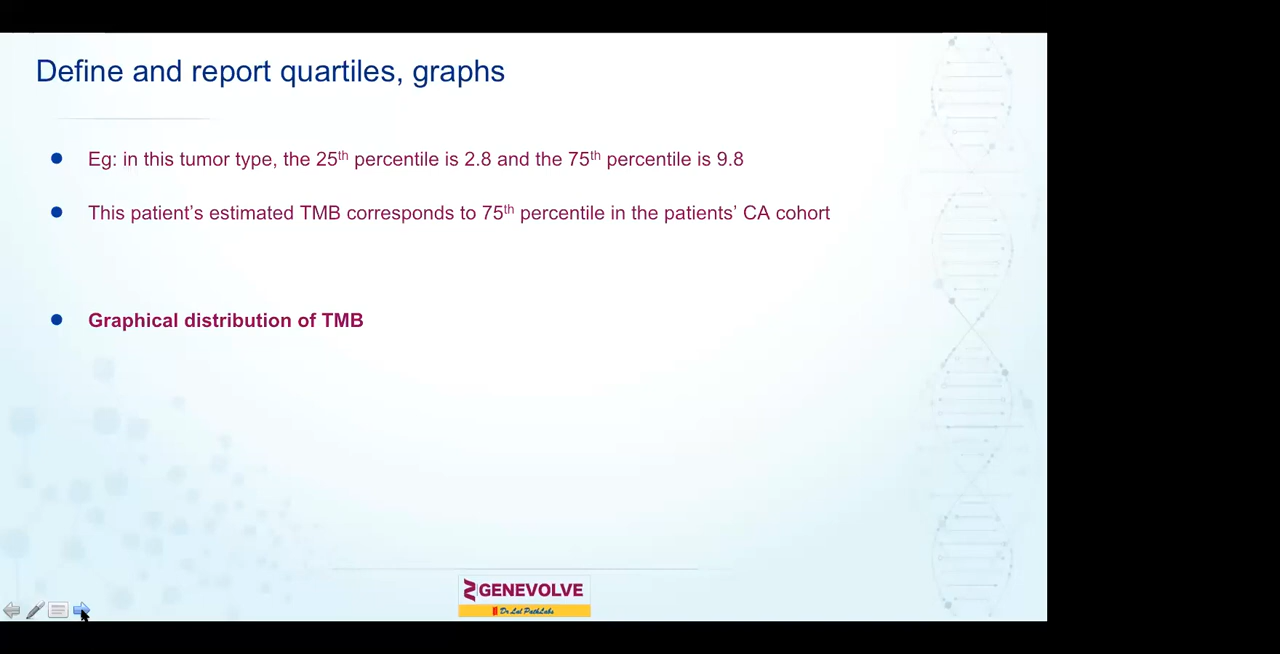 Define and report quartiles, graphs
Eg: in this tumor type, the 25th percentile is 2.8 and the 75th percentile is 9.8
This patient's estimated TMB corresponds to 75th percentile in the patients' CA cohort
Graphical distribution of TMB
GENEVOLVE
Dr Lal PathLabs